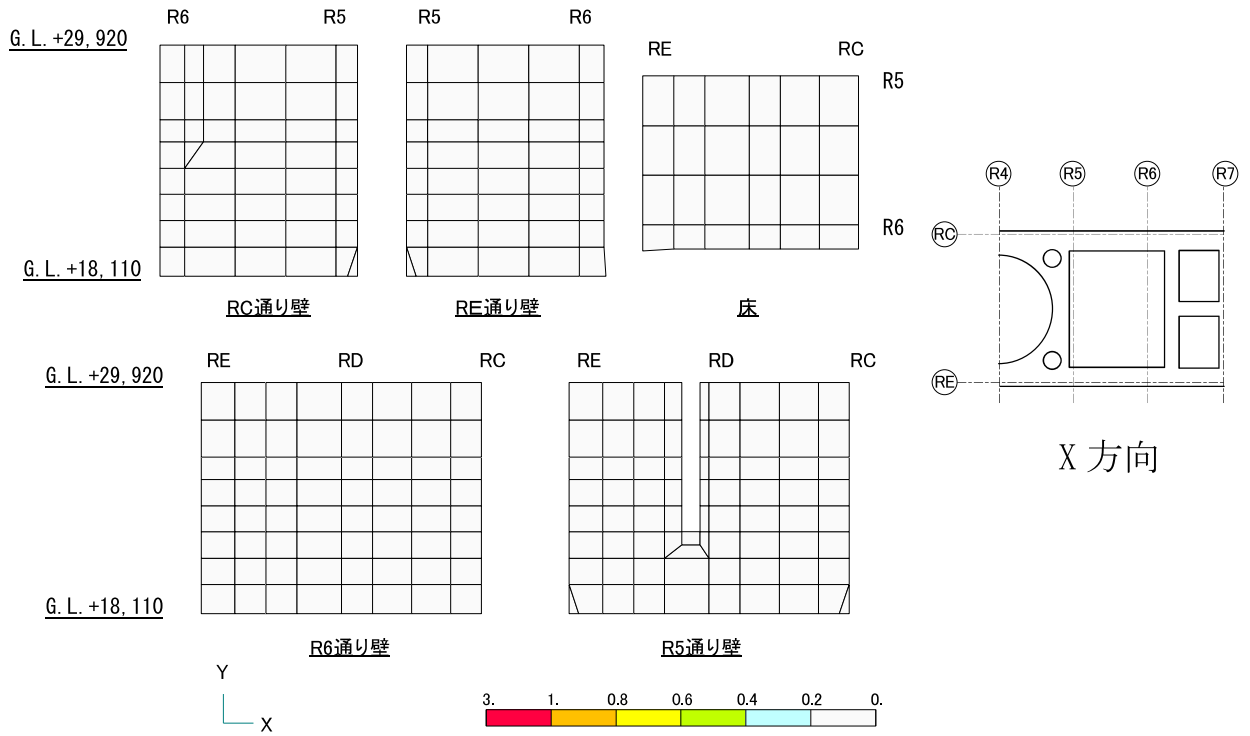 R6 R5
R5 R6
RE RC
G.L.+29,920
R5
R6
G.L.+18,110
RC通り壁
RE通り壁
床
R4 R5 R6 R7
RC
RE
X 方向
RE RD RC
RE RD RC
G.L.+29,920
G.L.+18,110
R6通り壁
R5通り壁
Y
X
3. 1. 0.8 0.6 0.4 0.2 0.